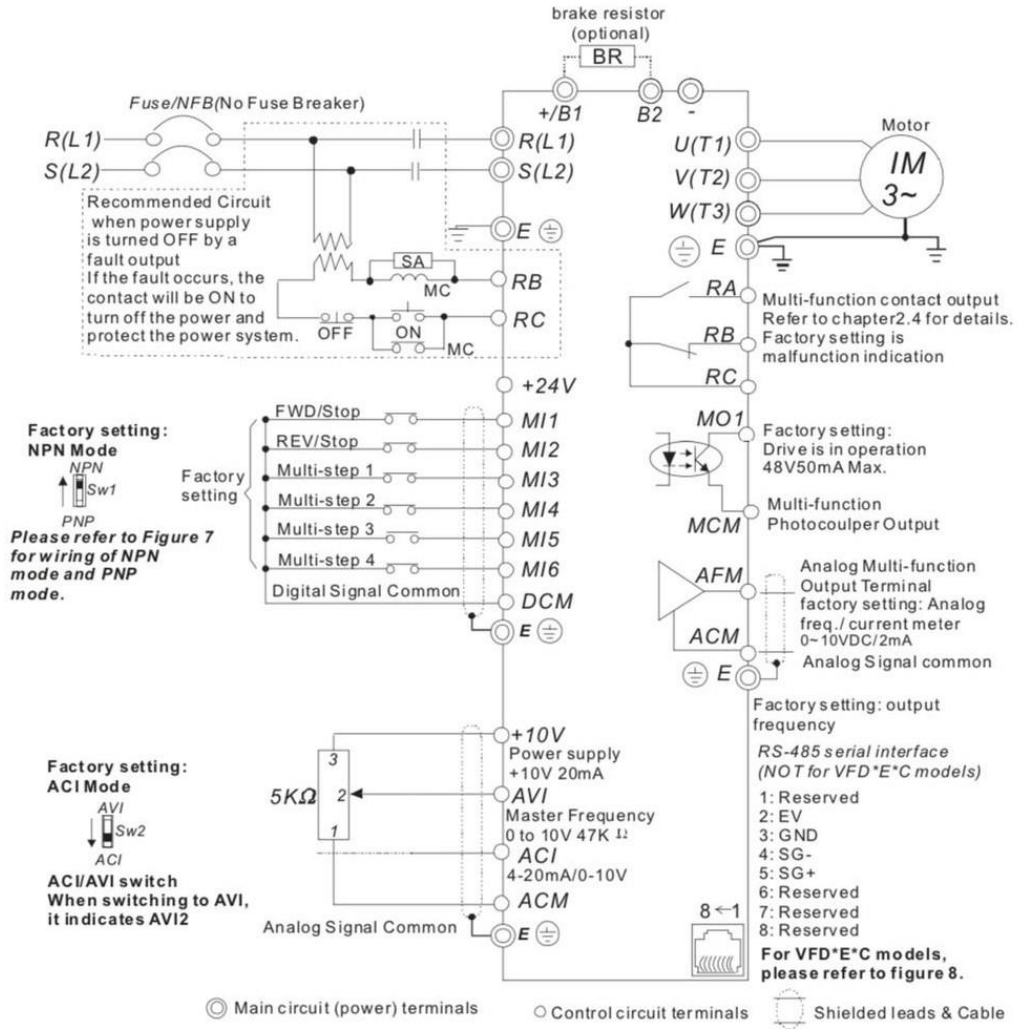 brake resistor
(optional)
BR
+/B1
B2
-
Fuse/NFB(No Fuse Breaker)
R(L1)
S(L2)
R(L1)
S(L2)
E
Recommended Circuit
when power supply
is turned OFF by a
fault output
If the fault occurs, the
contact will be ON to
turn off the power and
protect the power system.
SA
MC
OFF
ON
MC
RB
RC
U(T1)
V(T2)
W(T3)
E
Motor
IM
3~
RA
RB
RC
Multi-function contact output
Refer to chapter2.4 for details.
Factory setting is
malfunction indication
+24V
Factory setting:
NPN Mode
NPN
Sw1
PNP
Please refer to Figure 7
for wiring of NPN
mode and PNP
mode.
Factory
setting
FWD/Stop
MI1
REV/Stop
MI2
Multi-step 1
MI3
Multi-step 2
MI4
Multi-step 3
MI5
Multi-step 4
MI6
Digital Signal Common
DCM
E
MO1
MCM
Factory setting:
Drive is in operation
48V50mA Max.
Multi-function
Photocoulper Output
AFM
ACM
E
Analog Multi-function
Output Terminal
factory setting: Analog
freq./ current meter
0~10VDC/2mA
Analog Signal common
Factory setting: output
frequency
Factory setting:
ACI Mode
AVI
Sw2
ACI
ACI/AVI switch
When switching to AVI,
it indicates AVI2
5KΩ
3
2
1
+10V
Power supply
+10V 20mA
AVI
Master Frequency
0 to 10V 47K Ω
ACI
4-20mA/0-10V
ACM
Analog Signal Common
E
RS-485 serial interface
(NOT for VFD*E*C models)
1: Reserved
2: EV
3: GND
4: SG-
5: SG+
6: Reserved
7: Reserved
8: Reserved
8←1
For VFD*E*C models,
please refer to figure 8.
Main circuit (power) terminals
Control circuit terminals
Shielded leads & Cable